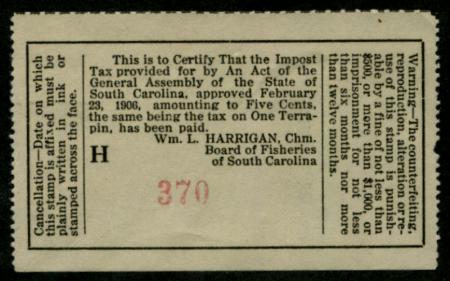 Cancellation—Date on which
this stamp is affixed must be
plainly written in ink or
stamped across the face.
This is to Certify That the Impost
Tax provided for by An Act of the
General Assembly of the State of
South Carolina, approved February
23, 1906, amounting to Five Cents,
the same being the tax on One Terra-
pin, has been paid.
Wm. L. HARRIGAN, Chm.
Board of Fisheries
of South Carolina
H
370
Warning—The counterfeiting,
reproduction, alteration or re-
use of this stamp is punish-
able by a fine of not less than
$500, or more than $1,000, or
imprisonment for not less
than six months nor more
than twelve months.